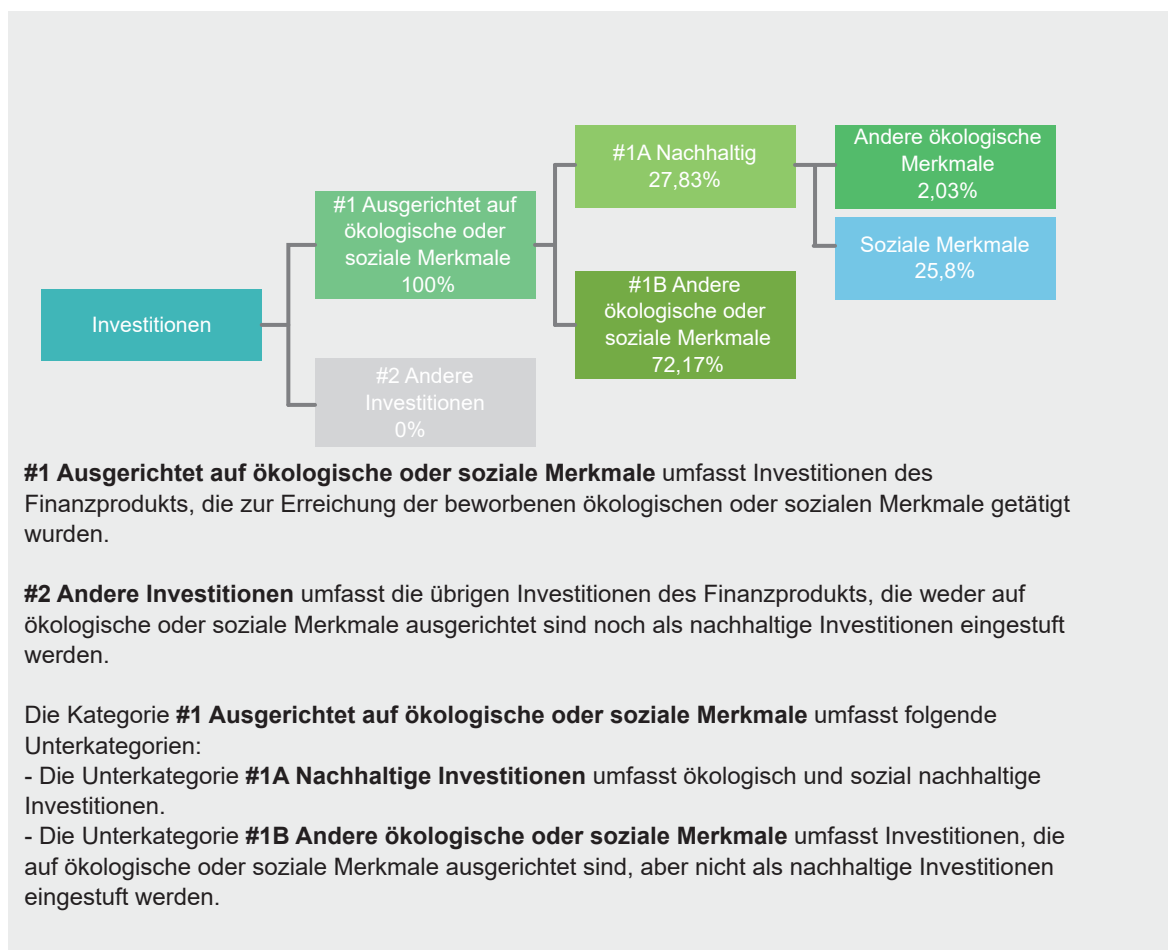 Investitionen
#1 Ausgerichtet auf
ökologische oder
soziale Merkmale
100%
#2 Andere
Investitionen
0%
#1A Nachhaltig
27,83%
#1B Andere
ökologische oder
soziale Merkmale
72,17%
Andere ökologische
Merkmale
2,03%
Soziale Merkmale
25,8%
#1 Ausgerichtet auf ökologische oder soziale Merkmale umfasst Investitionen des
Finanzprodukts, die zur Erreichung der beworbenen ökologischen oder sozialen Merkmale getätigt
wurden.
#2 Andere Investitionen umfasst die übrigen Investitionen des Finanzprodukts, die weder auf
ökologische oder soziale Merkmale ausgerichtet sind noch als nachhaltige Investitionen eingestuft
werden.
Die Kategorie #1 Ausgerichtet auf ökologische oder soziale Merkmale umfasst folgende
Unterkategorien:
- Die Unterkategorie #1A Nachhaltige Investitionen umfasst ökologisch und sozial nachhaltige
Investitionen.
- Die Unterkategorie #1B Andere ökologische oder soziale Merkmale umfasst Investitionen, die
auf ökologische oder soziale Merkmale ausgerichtet sind, aber nicht als nachhaltige Investitionen
eingestuft werden.